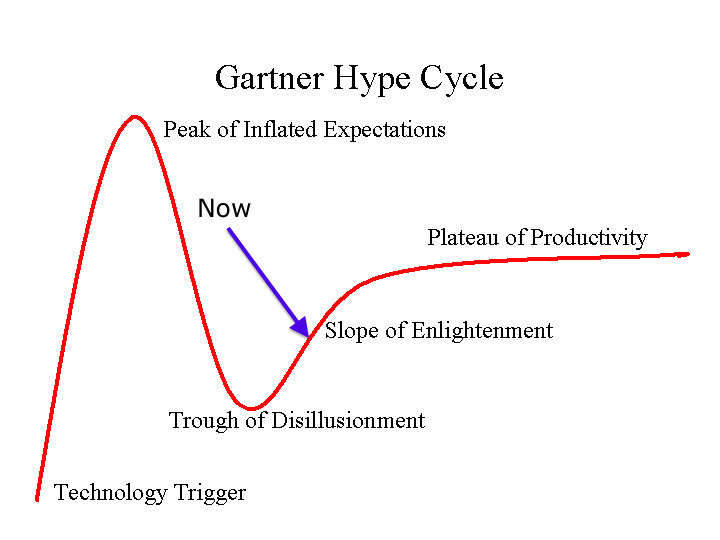 Gartner Hype Cycle
Peak of Inflated Expectations
Now
Plateau of Productivity
Slope of Enlightenment
Trough of Disillusionment
Technology Trigger